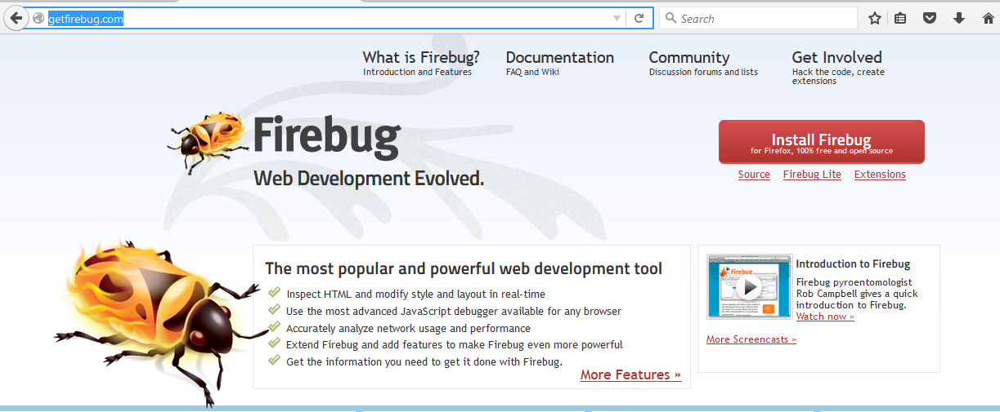 getfirebug.com
Search
What is Firebug?
Introduction and Features
Documentation
FAQ and Wiki
Community
Discussion forums and lists
Get Involved
Hack the code, create
extensions
Firebug
Web Development Evolved.
Install Firebug
for Firefox, 100% free and open source
Source
Firebug Lite
Extensions
The most popular and powerful web development tool
Inspect HTML and modify style and layout in real-time
Use the most advanced JavaScript debugger available for any browser
Accurately analyze network usage and performance
Extend Firebug and add features to make Firebug even more powerful
Get the information you need to get it done with Firebug.
More Features »
Firebug
Introduction to Firebug
Firebug pyroentomologist
Rob Campbell gives a quick
introduction to Firebug.
Watch now »
More Screencasts »